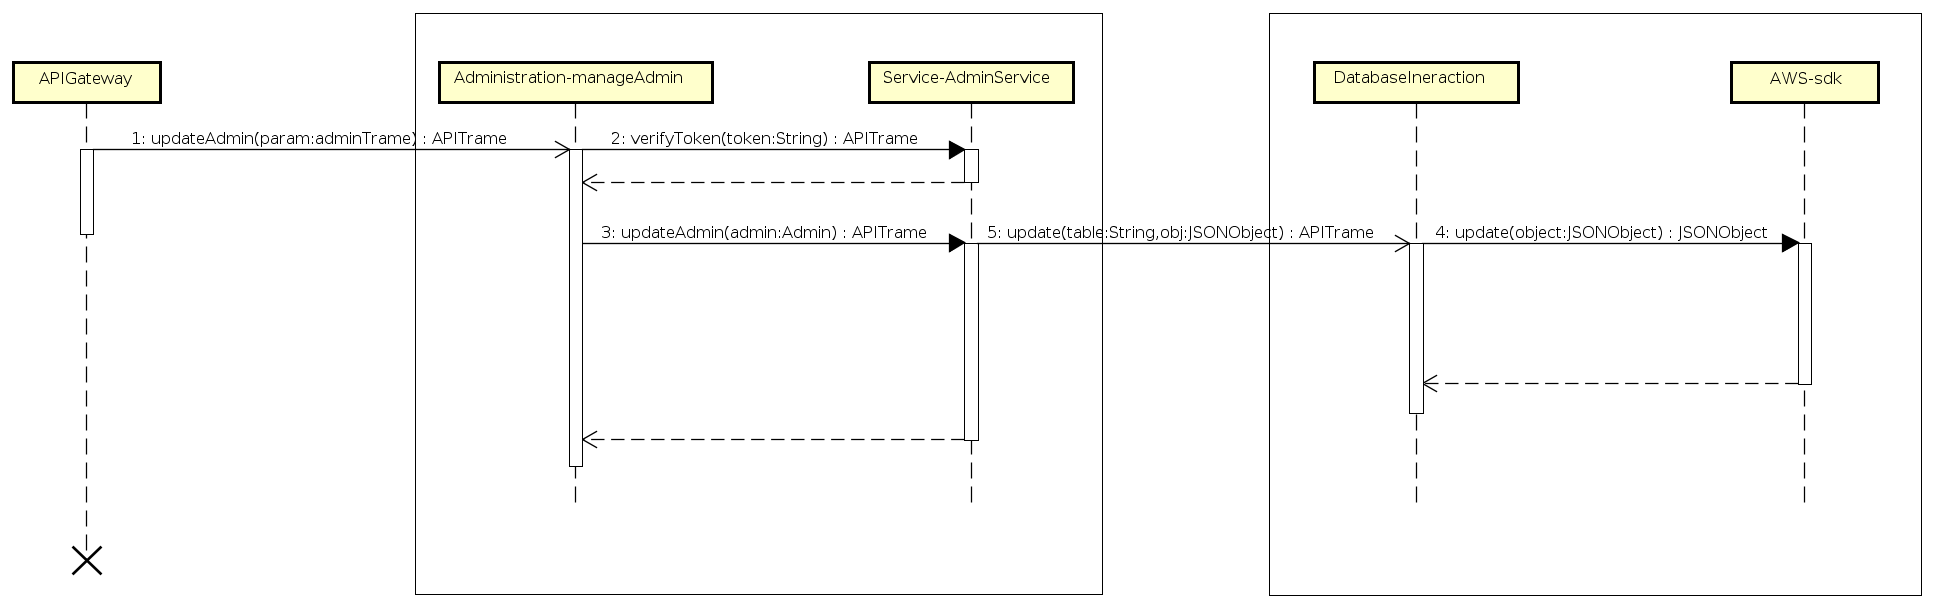 APIGateway
Administration-manageAdmin
Service-AdminService
DatabaseIneraction
AWS-sdk
1: updateAdmin(param:adminTrame) : APITrame
2: verifyToken(token:String) : APITrame
3: updateAdmin(admin:Admin) : APITrame
5: update(table:String,obj:JSONObject) : APITrame
4: update(object:JSONObject) : JSONObject